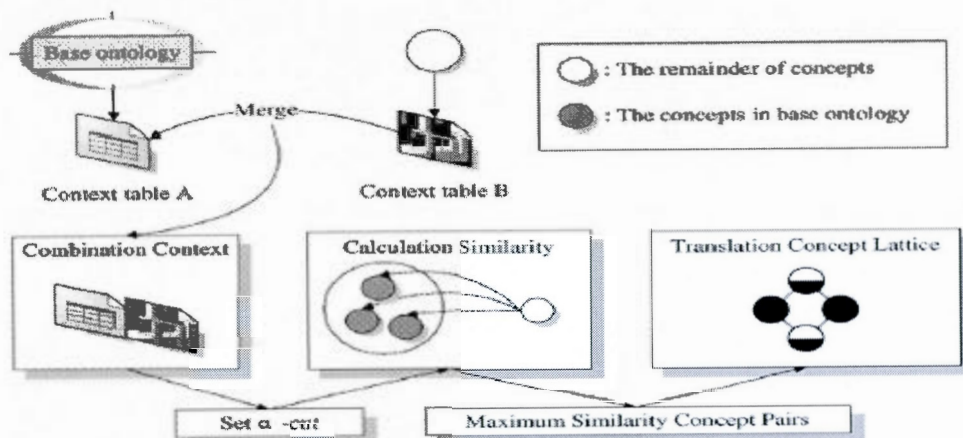 Base ontology
: The remainder of concepts
: The concepts in base ontology
Merge
Context table A
Context table B
Combination Context
Calculation Similarity
Translation Concept Lattice
Set α -cut
Maximum Similarity Concept Pairs